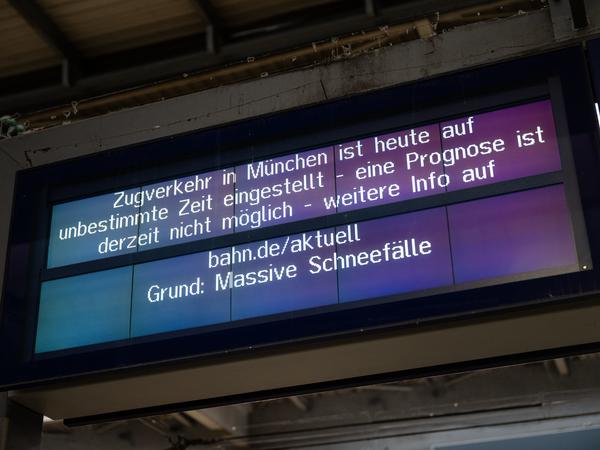 Zugverkehr in München ist heute auf
unbestimmte Zeit eingestellt - eine Prognose ist
derzeit nicht möglich - weitere Info auf
bahn.de/aktuell
Grund: Massive Schneefälle